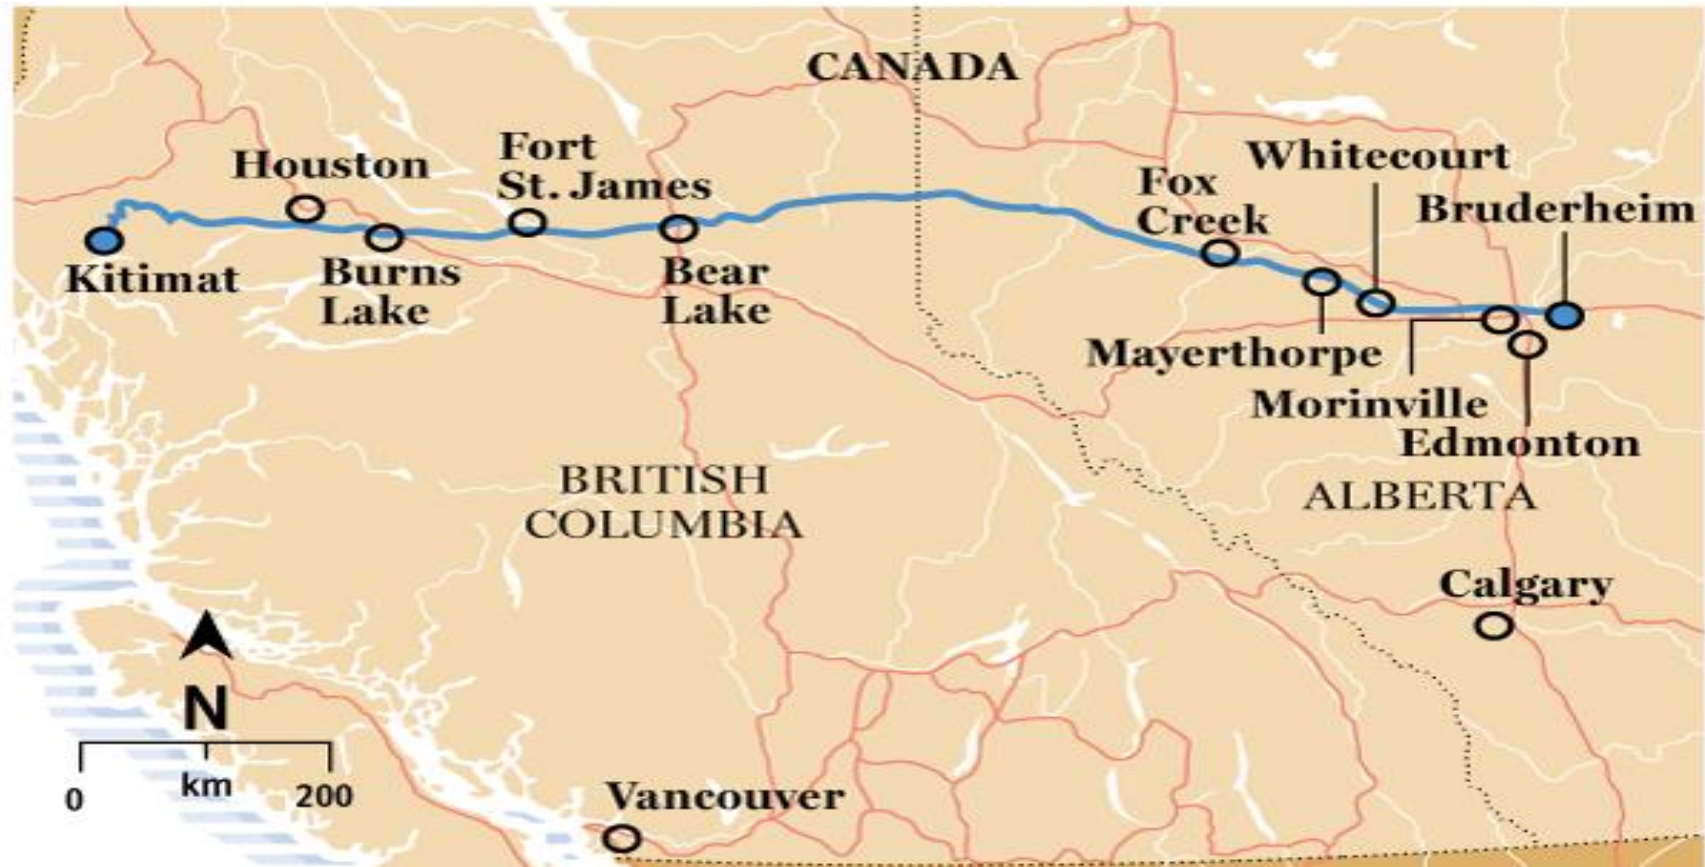 CANADA
Houston
Fort
St. James
Whitecourt
Fox
Creek
Bruderheim
Kitimat
Burns
Lake
Bear
Lake
Mayerthorpe
Morinville
Edmonton
BRITISH
COLUMBIA
ALBERTA
Calgary
N
0 km 200
Vancouver